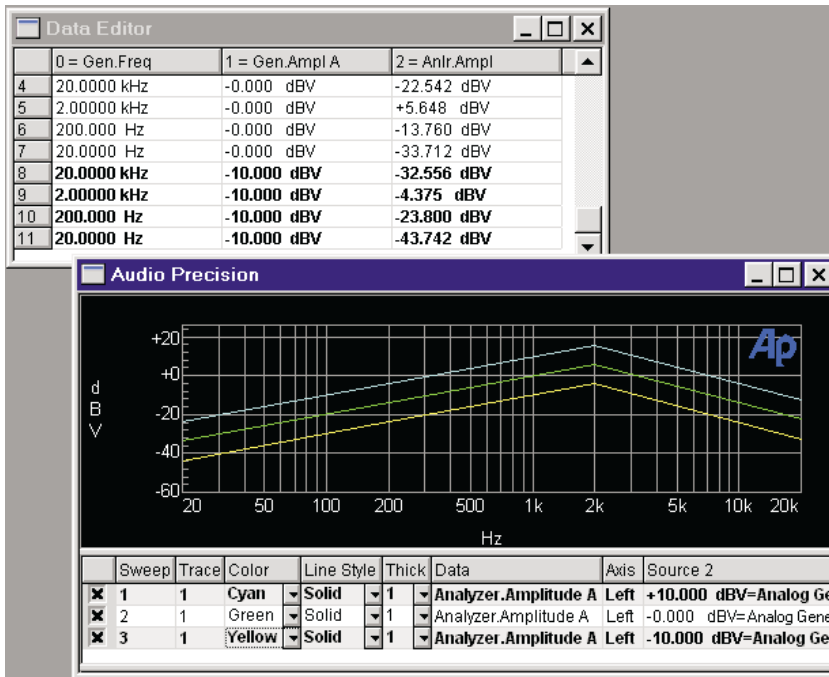 Data Editor
0 = Gen.Freq 1 = Gen.Ampl A 2 = Anlr.Ampl
4 20.0000 kHz -0.000 dBV -22.542 dBV
5 2.00000 kHz -0.000 dBV +5.648 dBV
6 200.000 Hz -0.000 dBV -13.760 dBV
7 20.0000 Hz -0.000 dBV -33.712 dBV
8 20.0000 kHz -10.000 dBV -32.556 dBV
9 2.00000 kHz -10.000 dBV -4.375 dBV
10 200.000 Hz -10.000 dBV -23.800 dBV
11 20.0000 Hz -10.000 dBV -43.742 dBV
Audio Precision
Ap
+20
+0
-20
-40
-60
dBV
20 50 100 200 500 1k 2k 5k 10k 20k
Hz
Sweep Trace Color Line Style Thick Data Axis Source 2
1 1 Cyan Solid 1 Analyzer.Amplitude A Left +10.000 dBV=Analog Ge
2 1 Green Solid 1 Analyzer.Amplitude A Left -0.000 dBV=Analog Gene
3 1 Yellow Solid 1 Analyzer.Amplitude A Left -10.000 dBV=Analog Ge